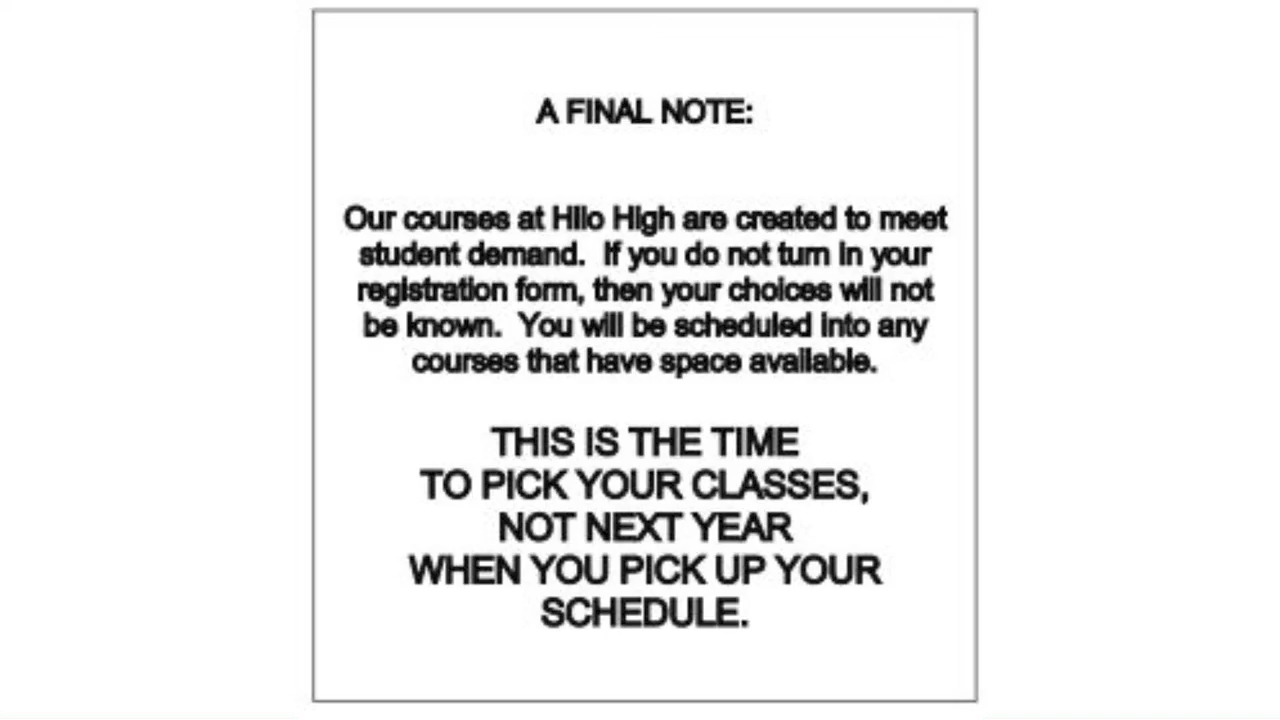 A FINAL NOTE:
Our courses at Hilo High are created to meet
student demand.  If you do not turn in your
registration form, then your choices will not
be known.  You will be scheduled into any
courses that have space available.
THIS IS THE TIME
TO PICK YOUR CLASSES,
NOT NEXT YEAR
WHEN YOU PICK UP YOUR
SCHEDULE.